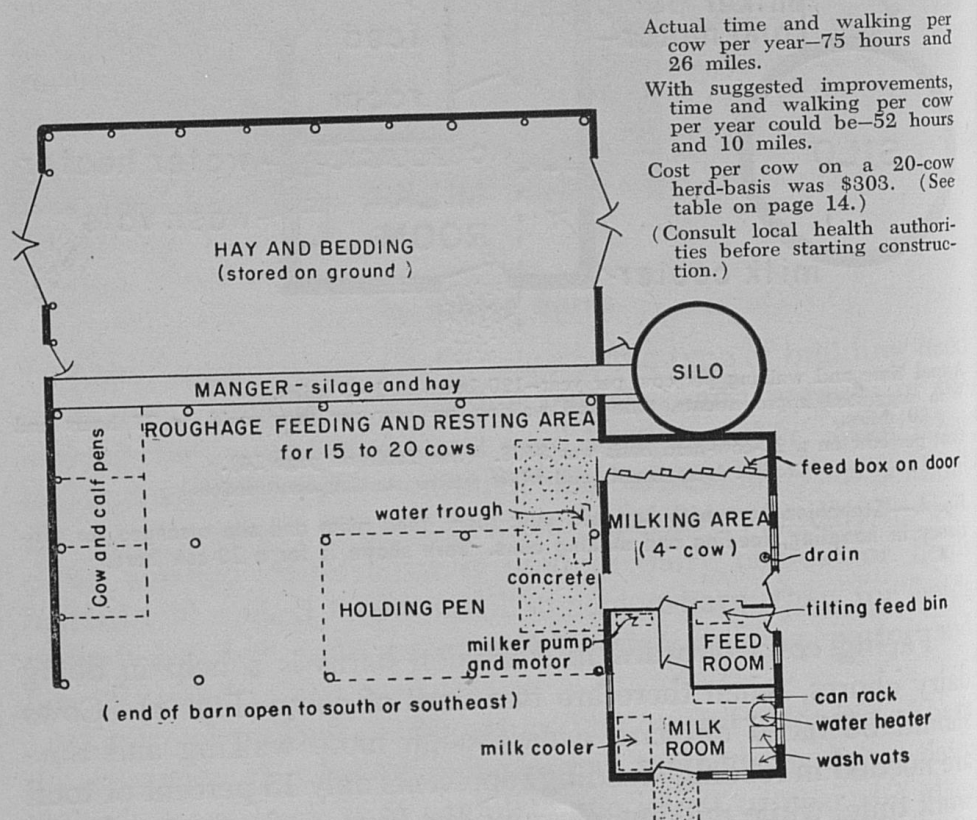 Actual time and walking per
cow per year—75 hours and
26 miles.
With suggested improvements,
time and walking per cow
per year could be—52 hours
and 10 miles.
Cost per cow on a 20-cow
herd-basis was $303. (See
table on page 14.)
(Consult local health authori-
ties before starting construc-
tion.)
HAY AND BEDDING
(stored on ground )
SILO
MANGER - silage and hay
ROUGHAGE FEEDING AND RESTING AREA
for 15 to 20 cows
Cow and calf pens
feed box on door
water trough
MILKING AREA
(4-cow)
drain
concrete
HOLDING PEN
tilting feed bin
milker pump
gnd motor
FEED
ROOM
(end of barn open to south or southeast)
can rack
water heater
milk cooler
MILK
ROOM
wash vats